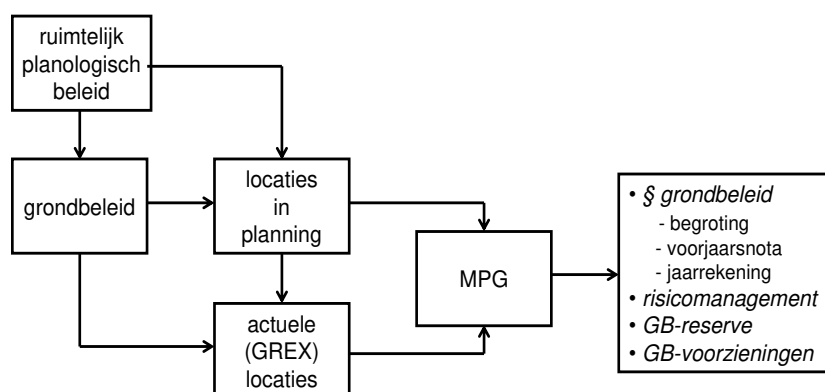 ruimtelijk
planologisch
beleid
grondbeleid
locaties
in
planning
actuele
(GREX)
locaties
MPG
• § grondbeleid
- begroting
- voorjaarsnota
- jaarrekening
• risicomanagement
• GB-reserve
• GB-voorzieningen